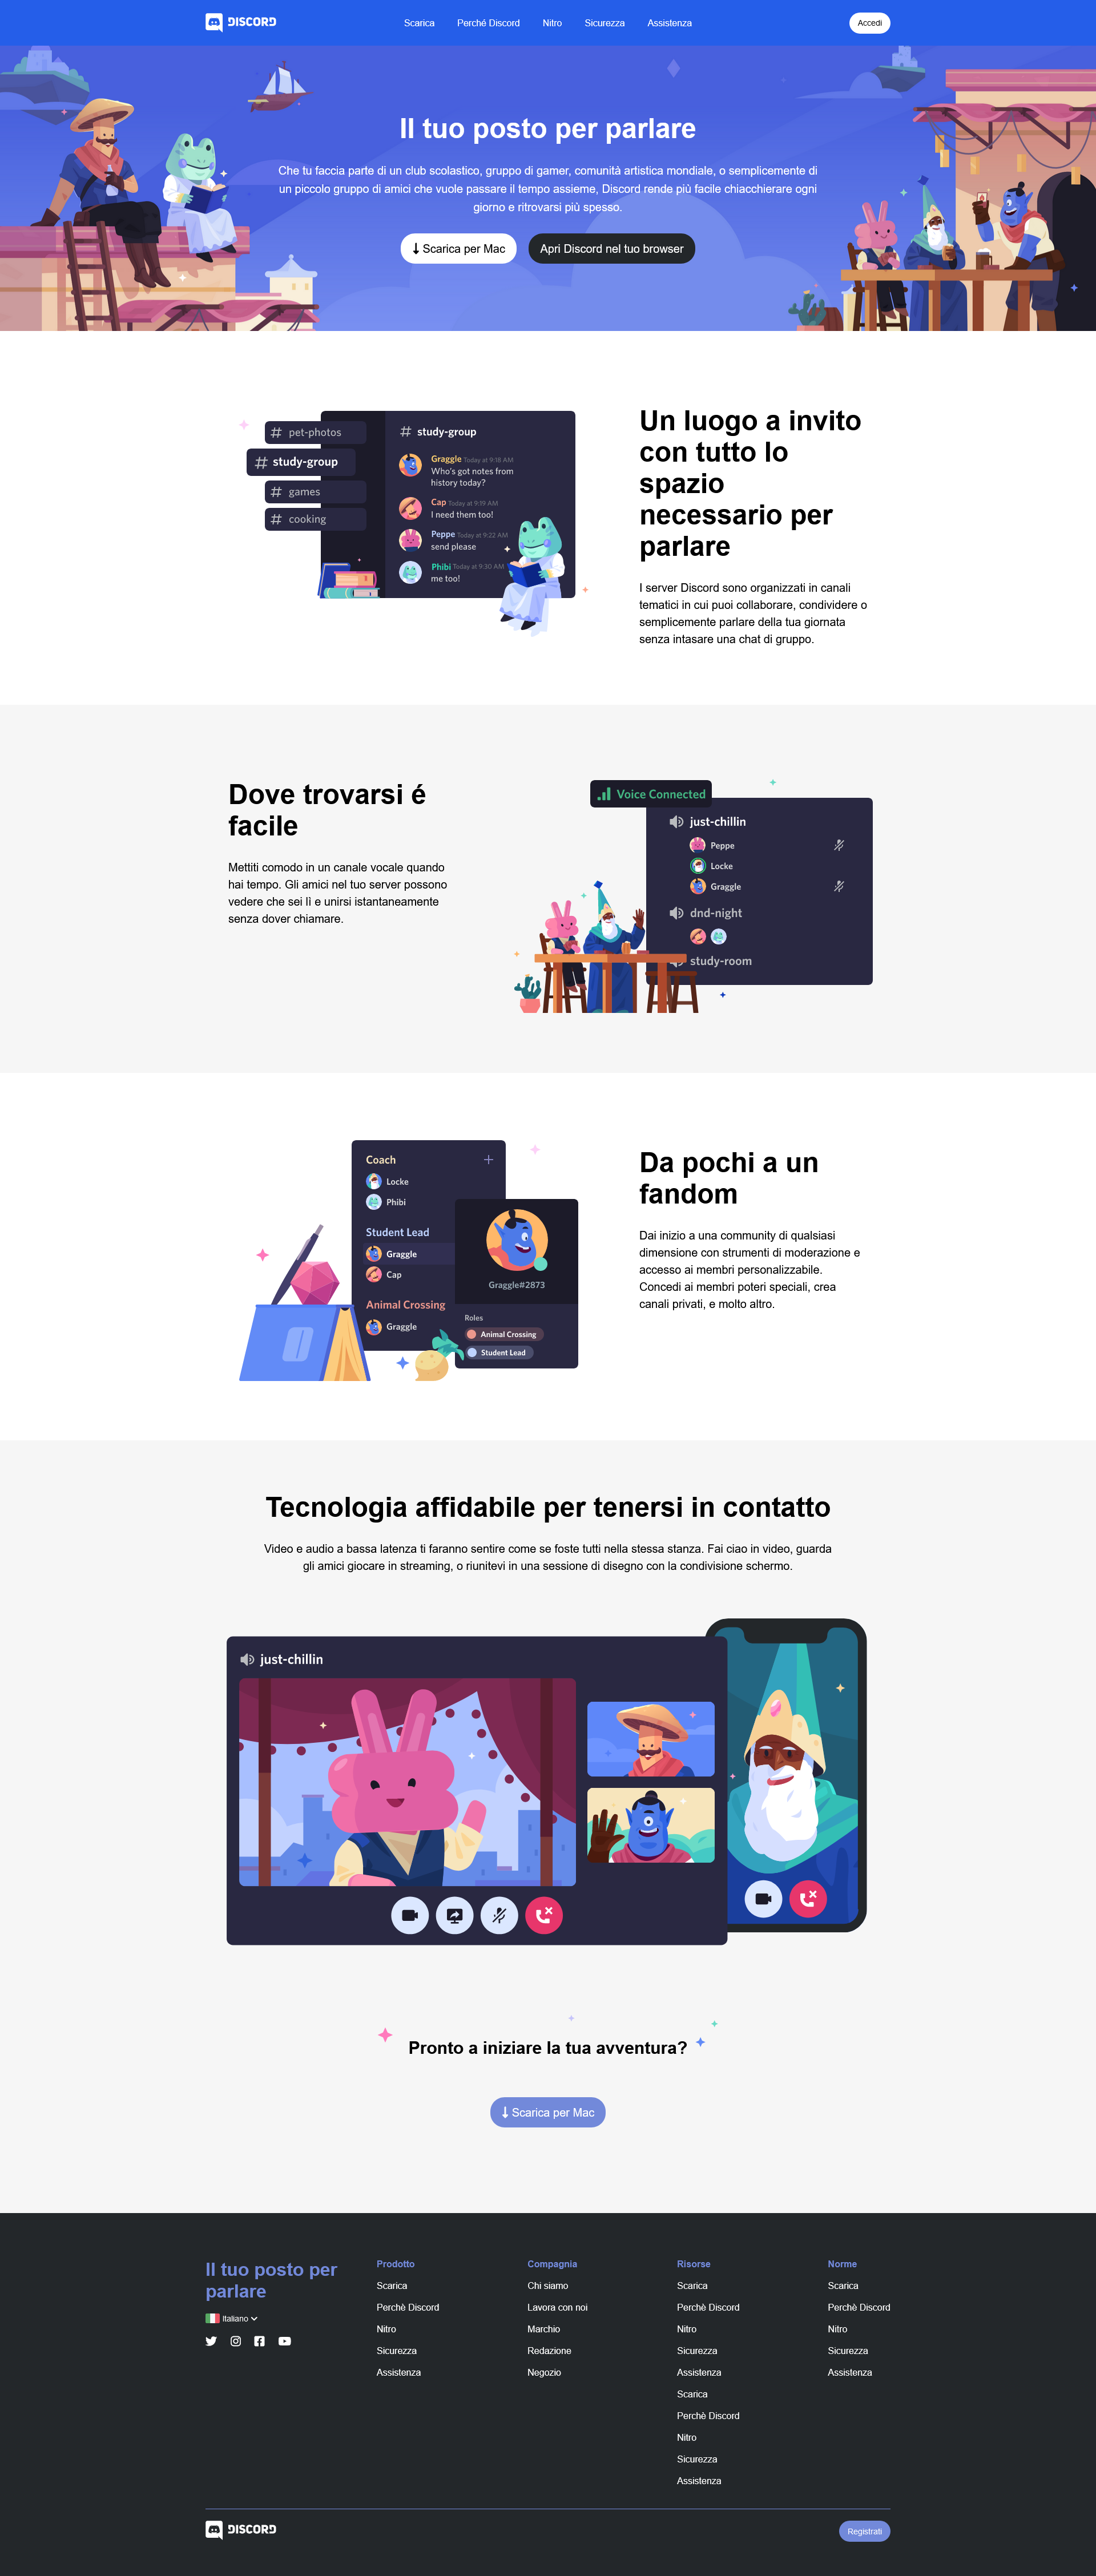 DISCORD
Scarica
Perché Discord
Nitro
Sicurezza
Assistenza
Accedi
Il tuo posto per parlare
Che tu faccia parte di un club scolastico, gruppo di gamer, comunità artistica mondiale, o semplicemente di
un piccolo gruppo di amici che vuole passare il tempo assieme, Discord rende più facile chiacchierare ogni
giorno e ritrovarsi più spesso.
Scarica per Mac
Apri Discord nel tuo browser
# pet-photos
# study-group
# games
# cooking
# study-group
Graggle Today at 9:18 AM
Who's got notes from
history today?
Cap Today at 9:19 AM
I need them too!
Peppe Today at 9:22 AM
send please
Phibi Today at 9:30 AM
me too!
Un luogo a invito
con tutto lo
spazio
necessario per
parlare
I server Discord sono organizzati in canali
tematici in cui puoi collaborare, condividere o
semplicemente parlare della tua giornata
senza intasare una chat di gruppo.
Dove trovarsi é
facile
Mettiti comodo in un canale vocale quando
hai tempo. Gli amici nel tuo server possono
vedere che sei lì e unirsi istantaneamente
senza dover chiamare.
Voice Connected
just-chillin
Peppe
Locke
Graggle
dnd-night
study-room
Coach
Locke
Phibi
Student Lead
Graggle
Cap
Animal Crossing
Graggle
Graggle#2873
Roles
Animal Crossing
Student Lead
Da pochi a un
fandom
Dai inizio a una community di qualsiasi
dimensione con strumenti di moderazione e
accesso ai membri personalizzabile.
Concedi ai membri poteri speciali, crea
canali privati, e molto altro.
Tecnologia affidabile per tenersi in contatto
Video e audio a bassa latenza ti faranno sentire come se foste tutti nella stessa stanza. Fai ciao in video, guarda
gli amici giocare in streaming, o riunitevi in una sessione di disegno con la condivisione schermo.
just-chillin
Pronto a iniziare la tua avventura?
Scarica per Mac
Il tuo posto per
parlare
Italiano
Prodotto
Scarica
Perchè Discord
Nitro
Sicurezza
Assistenza
Compagnia
Chi siamo
Lavora con noi
Marchio
Redazione
Negozio
Risorse
Scarica
Perchè Discord
Nitro
Sicurezza
Assistenza
Scarica
Perchè Discord
Nitro
Sicurezza
Assistenza
Norme
Scarica
Perchè Discord
Nitro
Sicurezza
Assistenza
DISCORD
Registrati